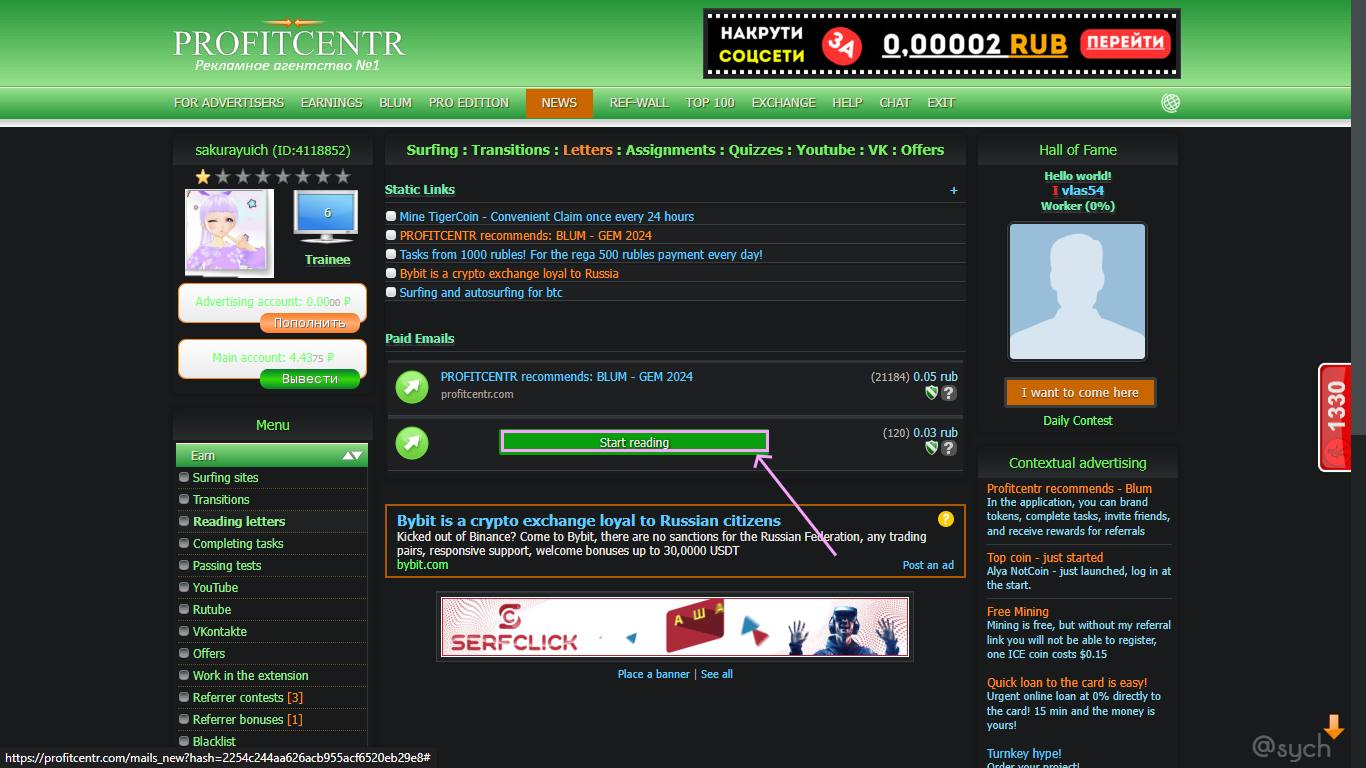 PROFITCENTR
Рекламное агентство №1
НАКРУТИ
СОЦСЕТИ
ЗА
0,00002 RUB
ПЕРЕЙТИ
FOR ADVERTISERS EARNINGS BLUM PRO EDITION NEWS REF-WALL TOP 100 EXCHANGE HELP CHAT EXIT
sakurayuich (ID:4118852)
6
Trainee
Advertising account: 0.0000 ₽
Пополнить
Main account: 4.4375 ₽
Вывести
Menu
Earn
Surfing sites
Transitions
Reading letters
Completing tasks
Passing tests
YouTube
Rutube
VKontakte
Offers
Work in the extension
Referrer contests [3]
Referrer bonuses [1]
Blacklist
Surfing : Transitions : Letters : Assignments : Quizzes : Youtube : VK : Offers
Static Links +
Mine TigerCoin - Convenient Claim once every 24 hours
PROFITCENTR recommends: BLUM - GEM 2024
Tasks from 1000 rubles! For the rega 500 rubles payment every day!
Bybit is a crypto exchange loyal to Russia
Surfing and autosurfing for btc
Paid Emails
PROFITCENTR recommends: BLUM - GEM 2024 (21184) 0.05 rub
profitcentr.com ?
Start reading (120) 0.03 rub
?
Bybit is a crypto exchange loyal to Russian citizens ?
Kicked out of Binance? Come to Bybit, there are no sanctions for the Russian Federation, any trading
pairs, responsive support, welcome bonuses up to 30,0000 USDT
bybit.com Post an ad
SERFCLICK
А Ш А
Place a banner | See all
Hall of Fame
Hello world!
I vlas54
Worker (0%)
I want to come here
Daily Contest
Contextual advertising
Profitcentr recommends - Blum
In the application, you can brand
tokens, complete tasks, invite friends,
and receive rewards for referrals
Top coin - just started
Alya NotCoin - just launched, log in at
the start.
Free Mining
Mining is free, but without my referral
link you will not be able to register,
one ICE coin costs $0.15
Quick loan to the card is easy!
Urgent online loan at 0% directly to
the card! 15 min and the money is
yours!
Turnkey hype!
Order your project!
1330
@sych
https://profitcentr.com/mails_new?hash=2254c244aa626acb955acf6520eb29e8#